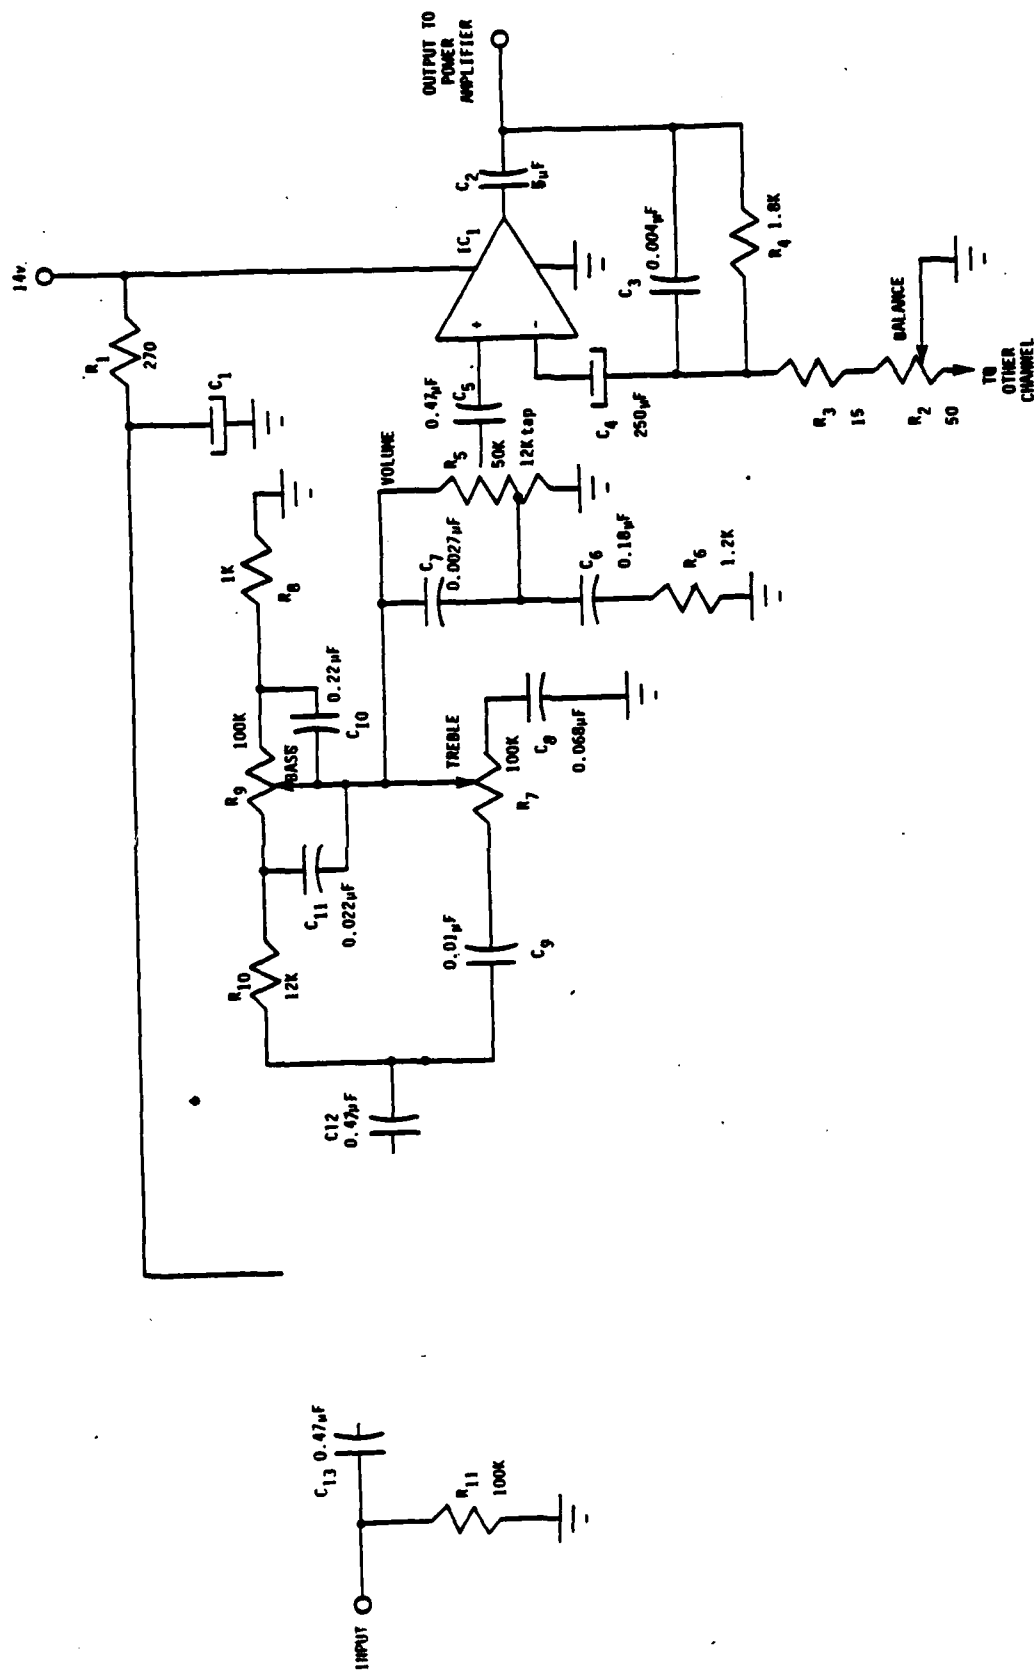 14v.
R1
270
C1
1K
R8
100K
R9
BASS
0.22µF
C10
R10
12K
C11
0.022µF
C12
0.47µF
0.01µF
C9
TREBLE
100K
R7
C8
0.068µF
VOLUME
R5
50K
12K tap
C7
0.0027µF
C6
0.18µF
R6
1.2K
0.47µF
C5
IC1
+
-
C2
5µF
OUTPUT TO
POWER
AMPLIFIER
C4
250µF
C3
0.004µF
R4 1.8K
R3
15
R2
50
BALANCE
TO
OTHER
CHANNEL
INPUT
C13 0.47µF
R11
100K